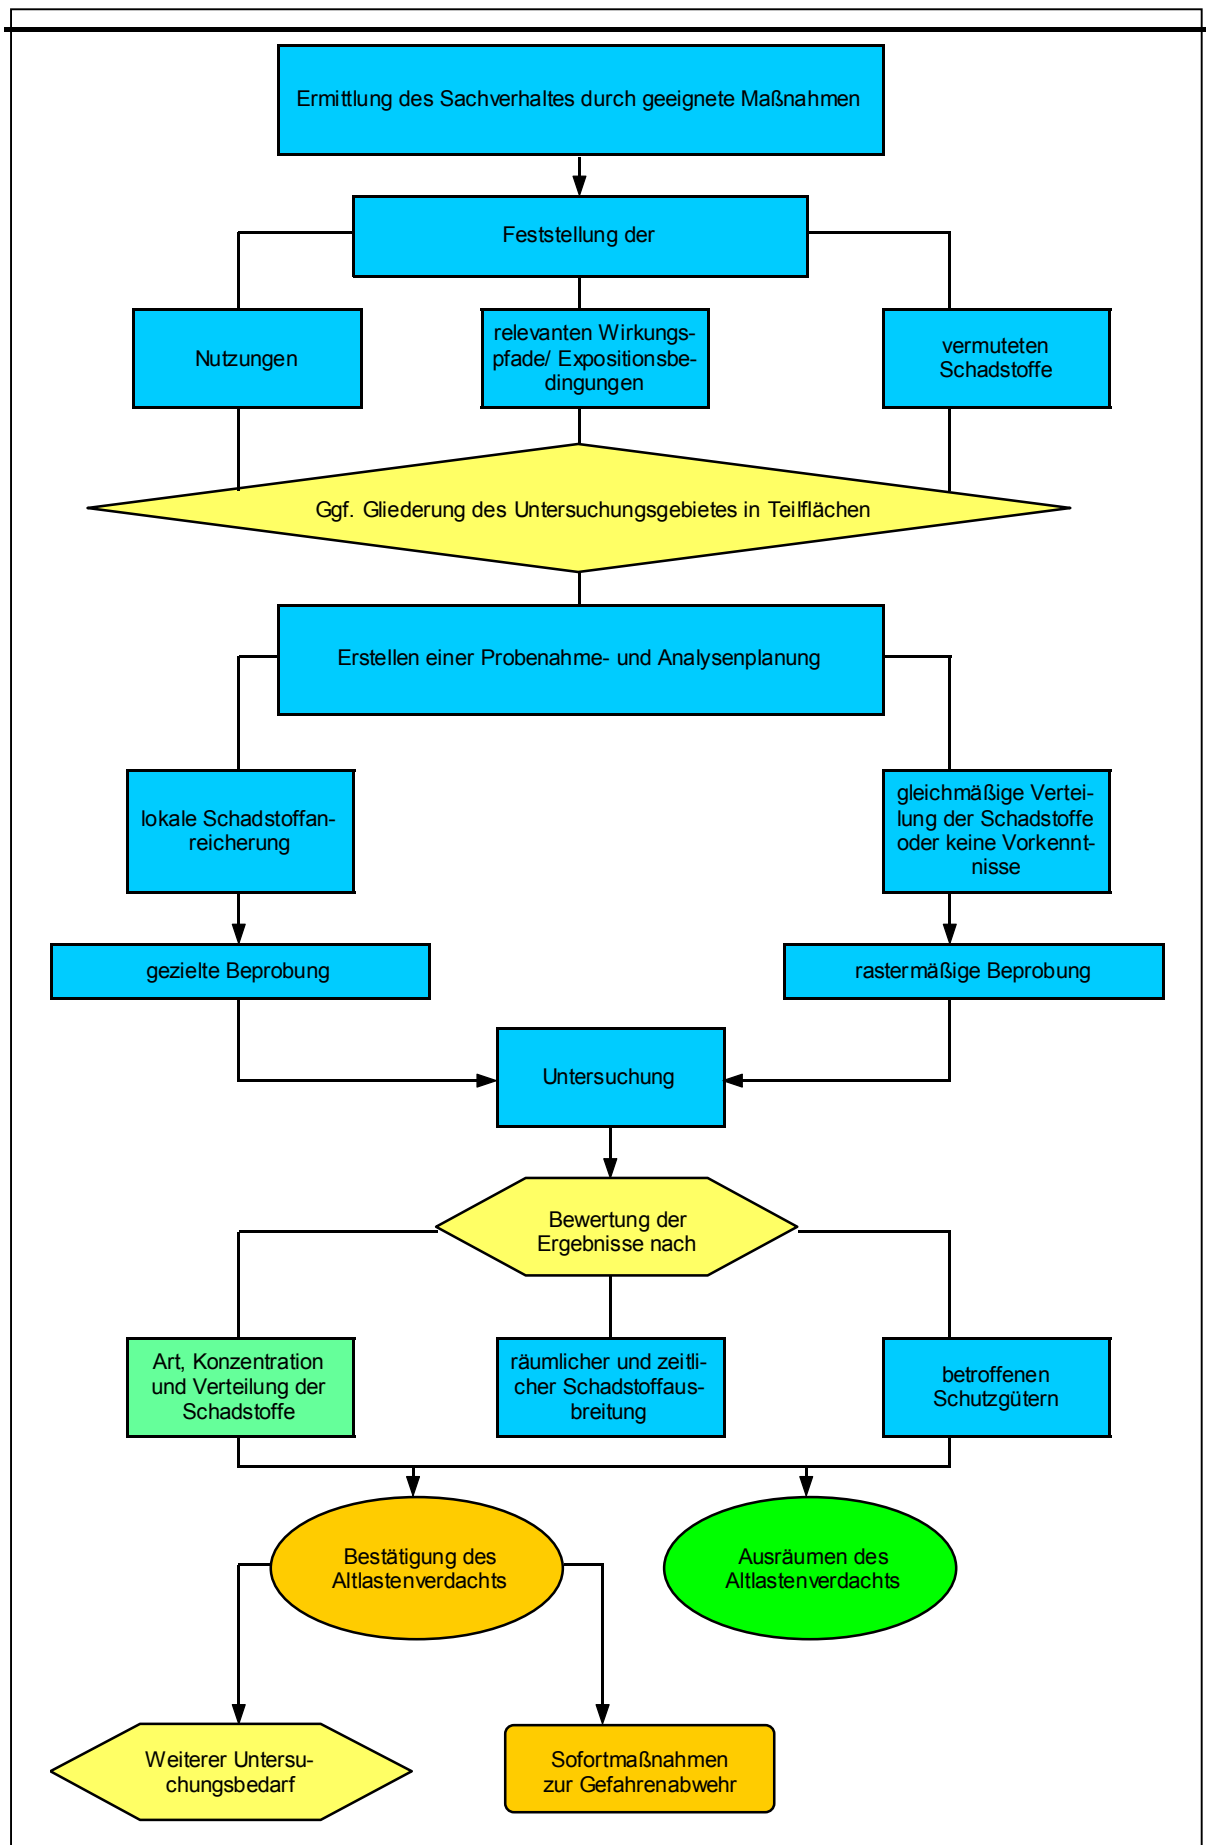 Ermittlung des Sachverhaltes durch geeignete Maßnahmen
Feststellung der
Nutzungen
relevanten Wirkungs-
pfade/ Expositionsbe-
dingungen
vermuteten
Schadstoffe
Ggf. Gliederung des Untersuchungsgebietes in Teilflächen
Erstellen einer Probenahme- und Analysenplanung
lokale Schadstoffan-
reicherung
gleichmäßige Vertei-
lung der Schadstoffe
oder keine Vorkennt-
nisse
gezielte Beprobung
rastermäßige Beprobung
Untersuchung
Bewertung der
Ergebnisse nach
Art, Konzentration
und Verteilung der
Schadstoffe
räumlicher und zeitli-
cher Schadstoffaus-
breitung
betroffenen
Schutzgütern
Bestätigung des
Altlastenverdachts
Ausräumen des
Altlastenverdachts
Weiterer Untersu-
chungsbedarf
Sofortmaßnahmen
zur Gefahrenabwehr